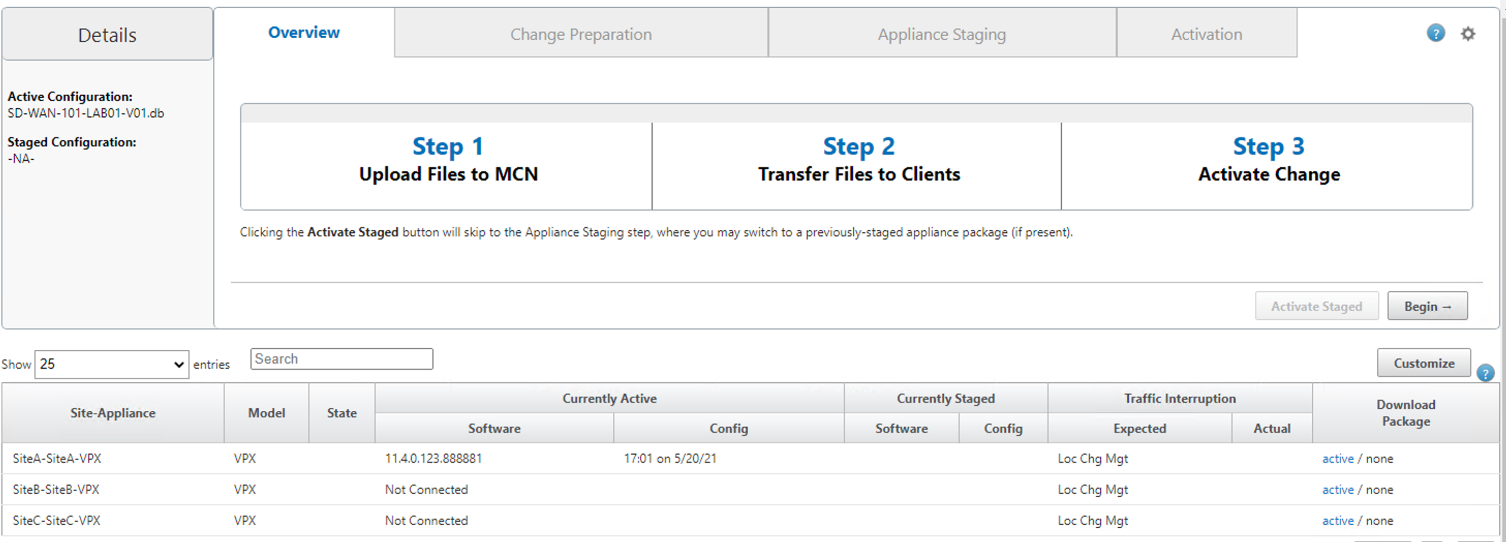 Details
Overview
Change Preparation
Appliance Staging
Activation
?
Active Configuration:
SD-WAN-101-LAB01-V01.db
Staged Configuration:
-NA-
Step 1
Upload Files to MCN
Step 2
Transfer Files to Clients
Step 3
Activate Change
Clicking the Activate Staged button will skip to the Appliance Staging step, where you may switch to a previously-staged appliance package (if present).
Activate Staged
Begin →
Show 25 entries
Search
Customize
?
Site-Appliance Model State Currently Active Currently Staged Traffic Interruption Download
Package
Software Config Software Config Expected Actual
SiteA-SiteA-VPX VPX 11.4.0.123.888881 17:01 on 5/20/21 Loc Chg Mgt active / none
SiteB-SiteB-VPX VPX Not Connected Loc Chg Mgt active / none
SiteC-SiteC-VPX VPX Not Connected Loc Chg Mgt active / none